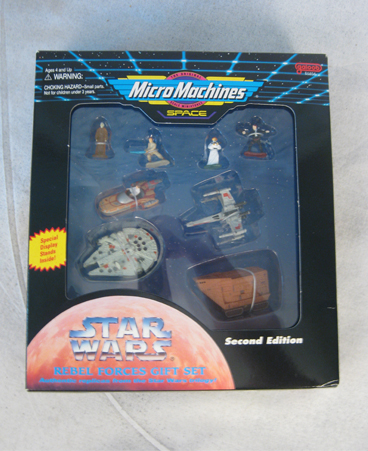 Ages 4 and Up
WARNING:
CHOKING HAZARD-Small parts.
Not for children under 3 years.
Galoob
THE ORIGINAL
MicroMachines
SPACE
Special
Display
Stands
Inside!
STAR
WARS
REBEL FORCES GIFT SET
Second Edition